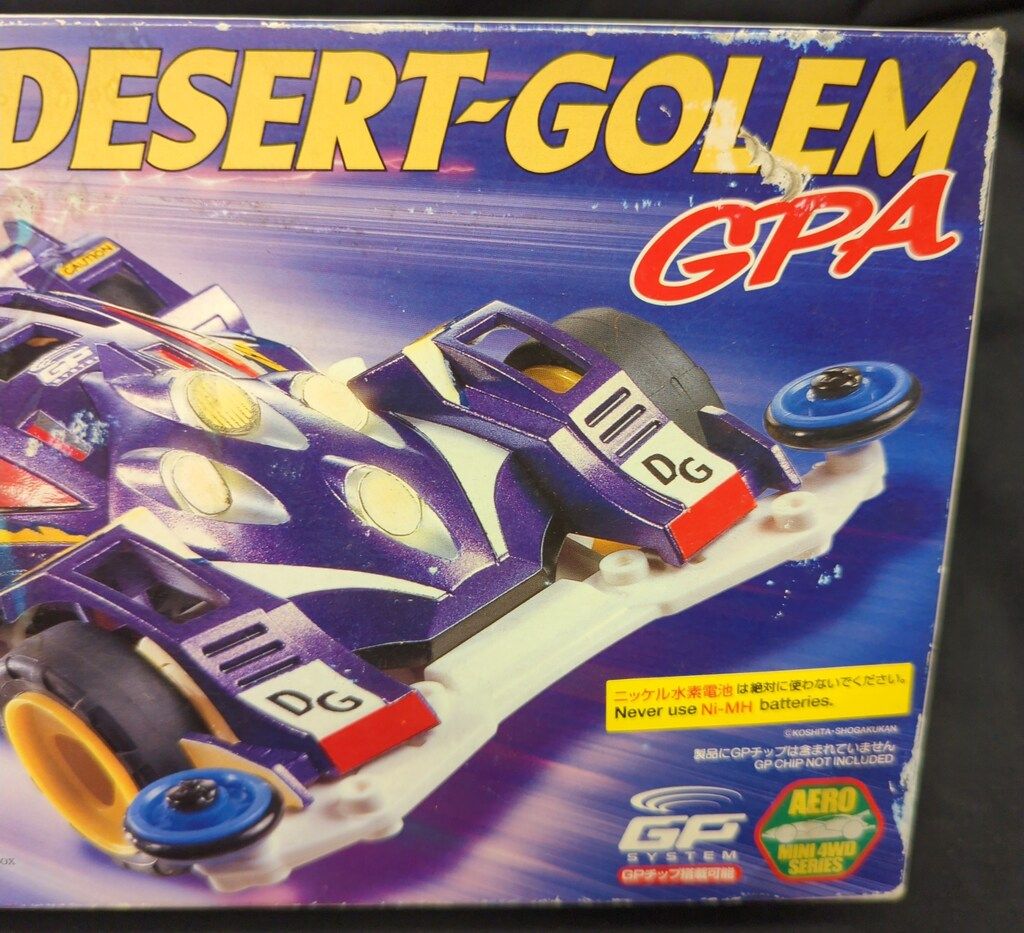 DESERT-GOLEM
GPA
CAUTION
GP
DG
DG
ニッケル水素電池は絶対に使わないでください。
Never use Ni-MH batteries.
©KOSHITA・SHOGAKUKAN
製品にGPチップは含まれていません
GP CHIP NOT INCLUDED
GP
SYSTEM
GPチップ搭載可能
AERO
MINI 4WD
SERIES